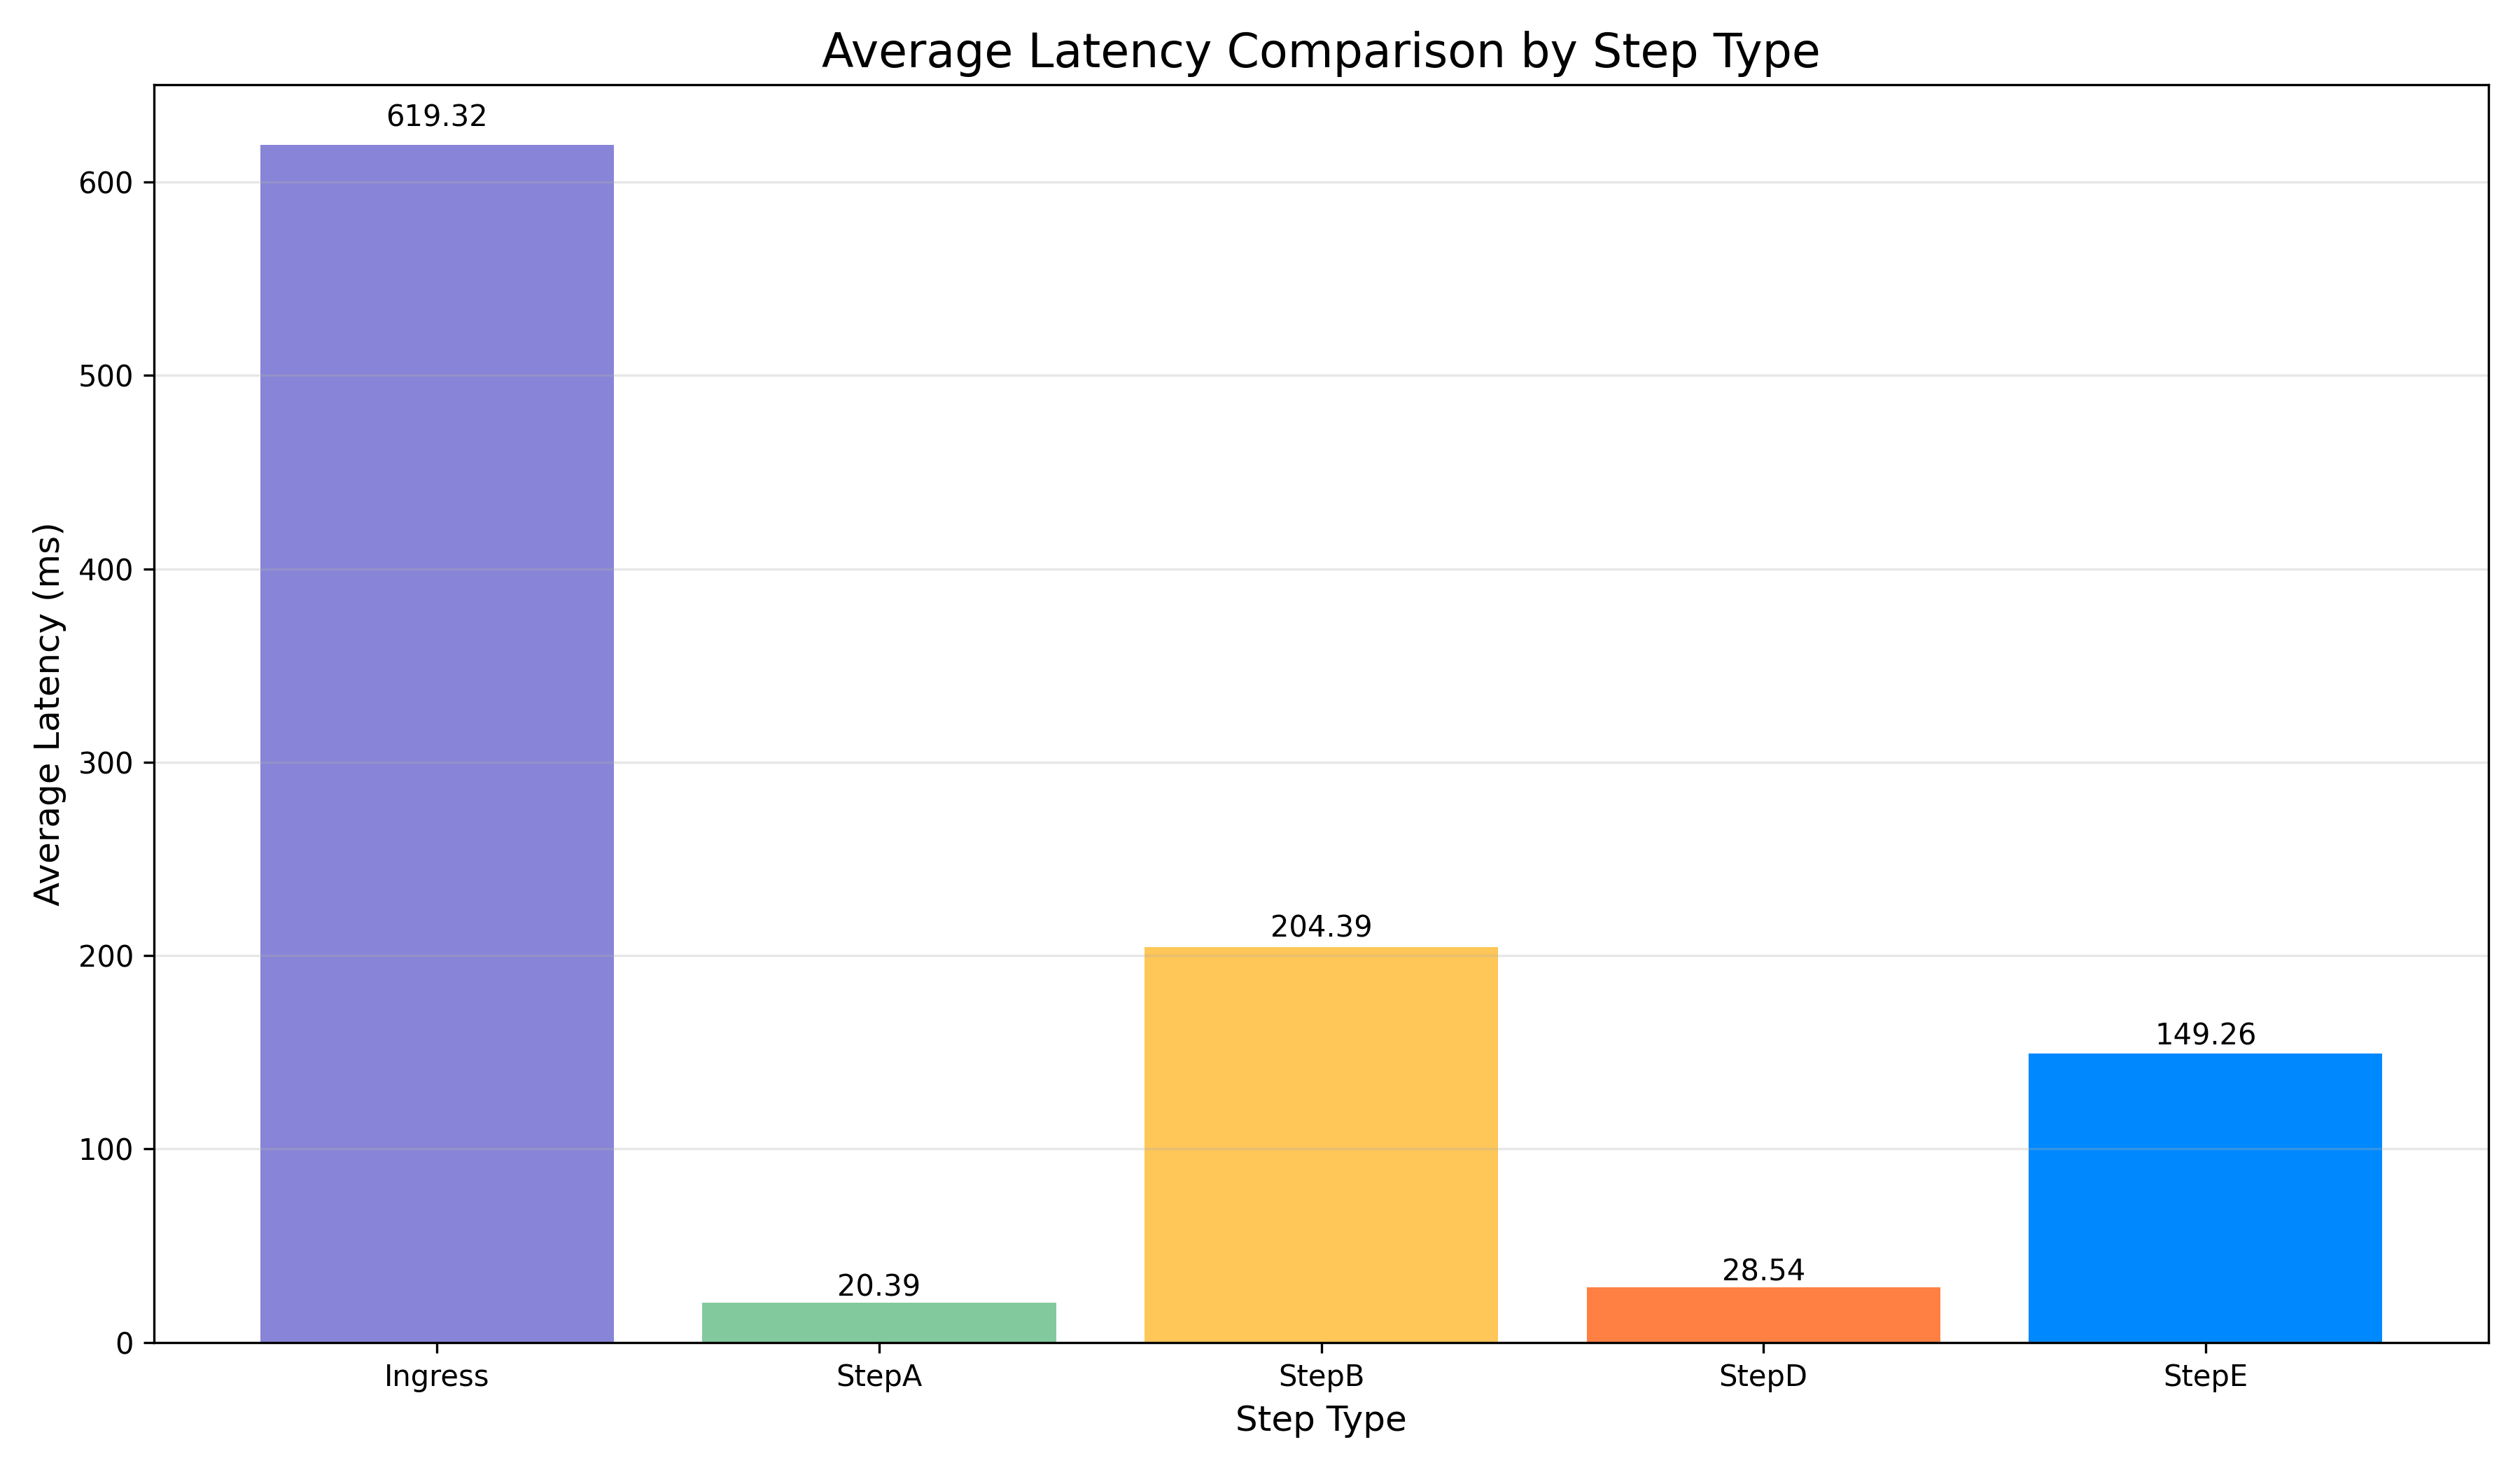 Average Latency Comparison by Step Type
619.32
600
500
400
300
204.39
200
149.26
100
28.54
20.39
0
Average Latency (ms)
Ingress
StepA
StepB
StepD
StepE
Step Type